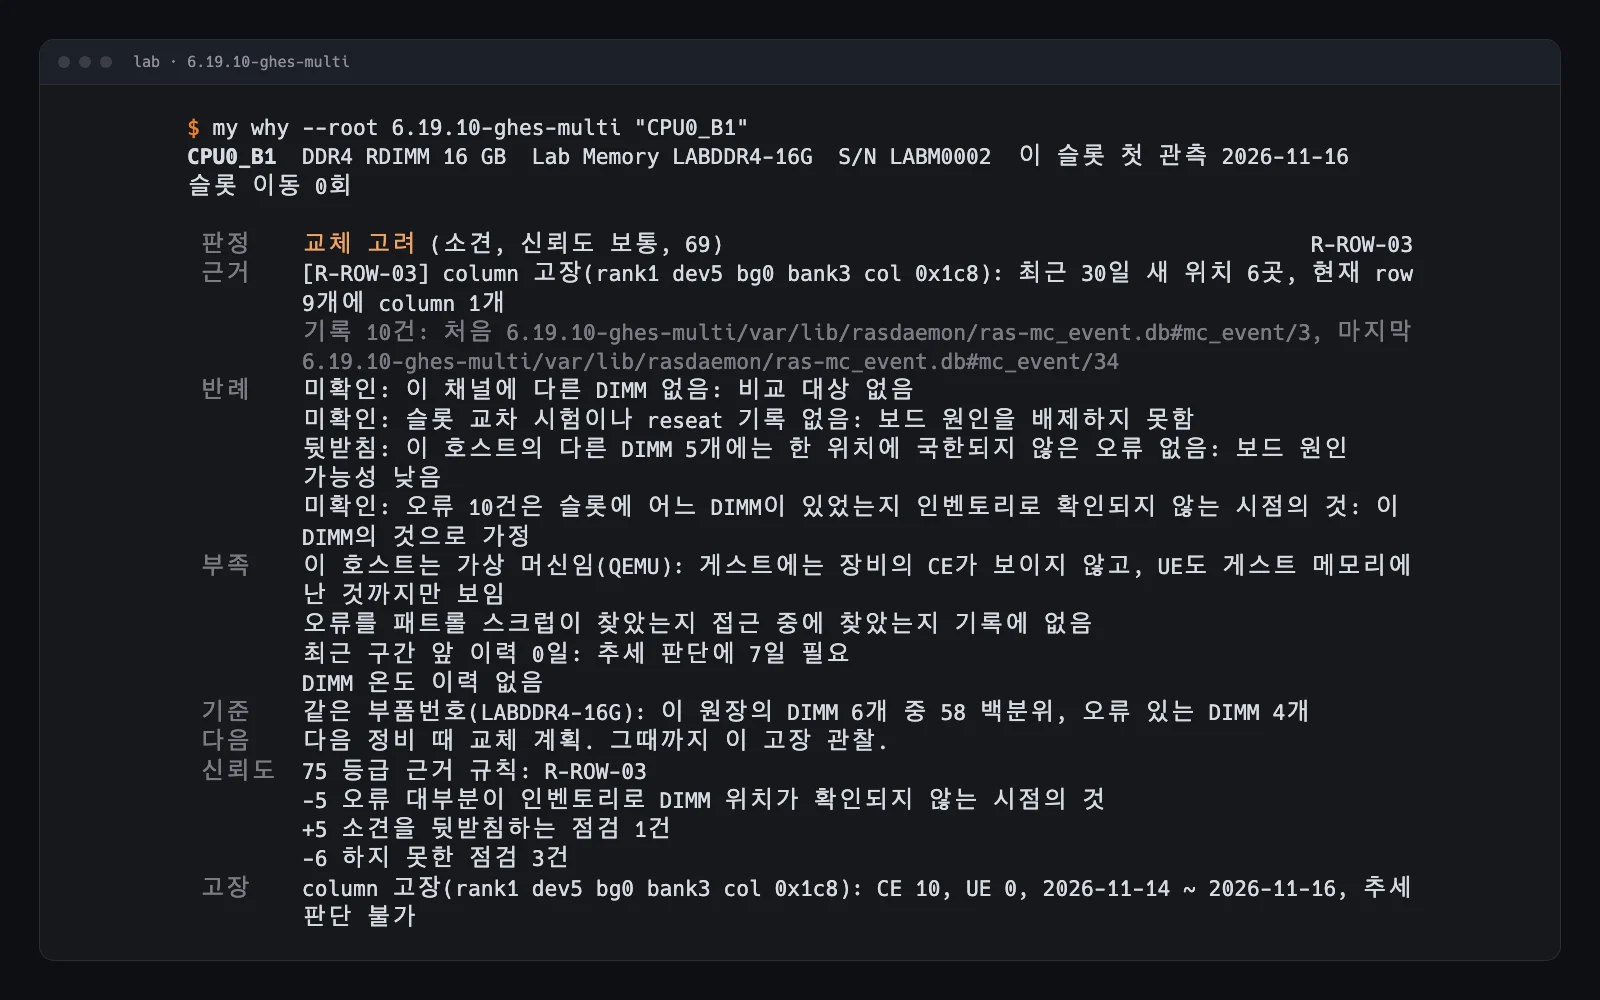 lab · 6.19.10-ghes-multi
$ my why --root 6.19.10-ghes-multi "CPU0_B1"
CPU0_B1 DDR4 RDIMM 16 GB Lab Memory LABDDR4-16G S/N LABM0002 이 슬롯 첫 관측 2026-11-16
슬롯 이동 0회
판정 교체 고려 (소견, 신뢰도 보통, 69) R-ROW-03
근거 [R-ROW-03] column 고장(rank1 dev5 bg0 bank3 col 0x1c8): 최근 30일 새 위치 6곳, 현재 row
9개에 column 1개
기록 10건: 처음 6.19.10-ghes-multi/var/lib/rasdaemon/ras-mc_event.db#mc_event/3, 마지막
6.19.10-ghes-multi/var/lib/rasdaemon/ras-mc_event.db#mc_event/34
반례 미확인: 이 채널에 다른 DIMM 없음: 비교 대상 없음
미확인: 슬롯 교차 시험이나 reseat 기록 없음: 보드 원인을 배제하지 못함
뒷받침: 이 호스트의 다른 DIMM 5개에는 한 위치에 국한되지 않은 오류 없음: 보드 원인
가능성 낮음
미확인: 오류 10건은 슬롯에 어느 DIMM이 있었는지 인벤토리로 확인되지 않는 시점의 것: 이
DIMM의 것으로 가정
부족 이 호스트는 가상 머신임(QEMU): 게스트에는 장비의 CE가 보이지 않고, UE도 게스트 메모리에
난 것까지만 보임
오류를 패트롤 스크럽이 찾았는지 접근 중에 찾았는지 기록에 없음
최근 구간 앞 이력 0일: 추세 판단에 7일 필요
DIMM 온도 이력 없음
기준 같은 부품번호(LABDDR4-16G): 이 원장의 DIMM 6개 중 58 백분위, 오류 있는 DIMM 4개
다음 다음 정비 때 교체 계획. 그때까지 이 고장 관찰.
신뢰도 75 등급 근거 규칙: R-ROW-03
-5 오류 대부분이 인벤토리로 DIMM 위치가 확인되지 않는 시점의 것
+5 소견을 뒷받침하는 점검 1건
-6 하지 못한 점검 3건
고장 column 고장(rank1 dev5 bg0 bank3 col 0x1c8): CE 10, UE 0, 2026-11-14 ~ 2026-11-16, 추세
판단 불가